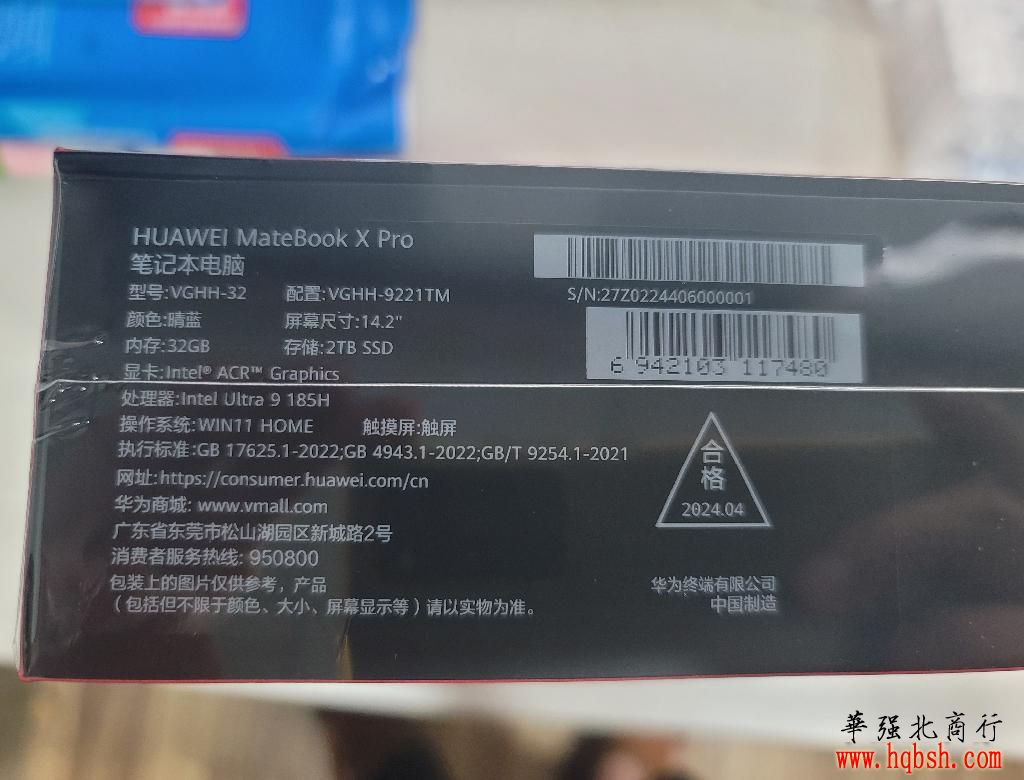 HUAWEI MateBook X Pro
笔记本电脑
型号:VGHH-32 配置:VGHH-9221TM
颜色:晴蓝 屏幕尺寸:14.2"
内存:32GB 存储:2TB SSD
显卡:Intel® ACR™ Graphics
处理器:Intel Ultra 9 185H
操作系统:WIN11 HOME 触摸屏:触屏
执行标准:GB 17625.1-2022;GB 4943.1-2022;GB/T 9254.1-2021
网址:https://consumer.huawei.com/cn
华为商城: www.vmall.com
广东省东莞市松山湖园区新城路2号
消费者服务热线: 950800
包装上的图片仅供参考，产品
（包括但不限于颜色、大小、屏幕显示等）请以实物为准。
S/N:27Z0224406000001
6 942103 117480
合
格
2024.04
华为终端有限公司
中国制造
華强北商行
www.hqbsh.com